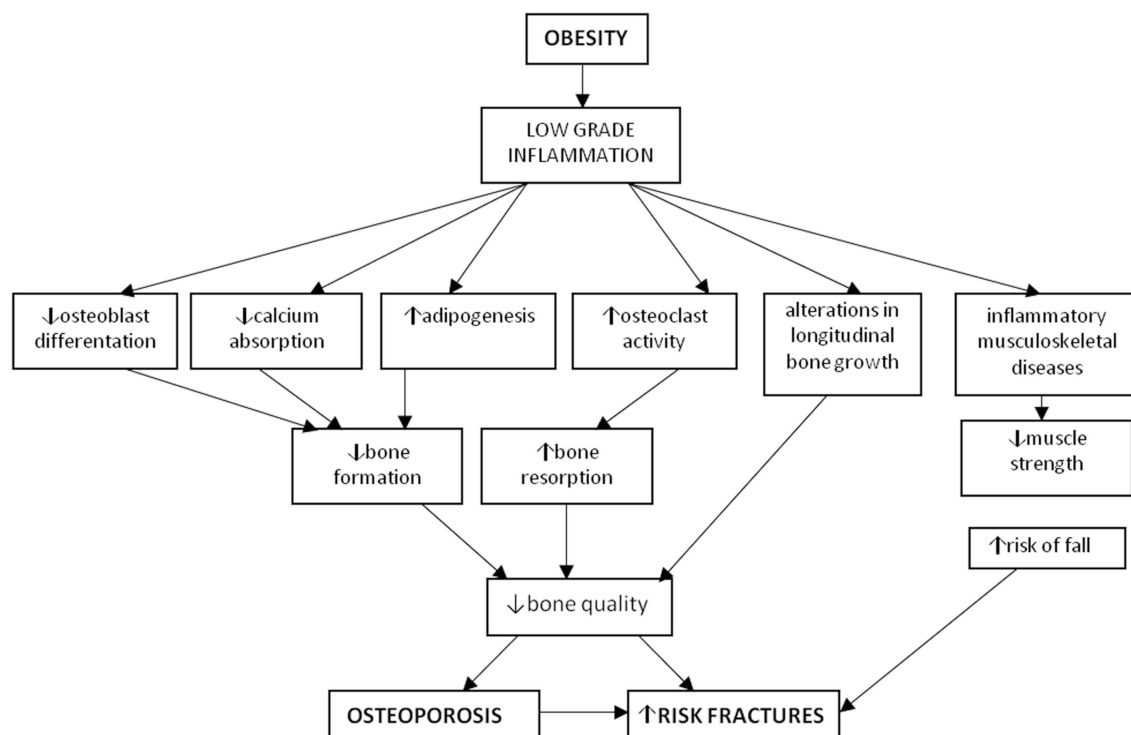 OBESITY
LOW GRADE
INFLAMMATION
↓osteoblast
differentation
↓calcium
absorption
↑adipogenesis
↑osteoclast
activity
alterations in
longitudinal
bone growth
inflammatory
musculoskeletal
diseases
↓bone
formation
↑bone
resorption
↓muscle
strength
↑risk of fall
↓bone quality
OSTEOPOROSIS
↑RISK FRACTURES